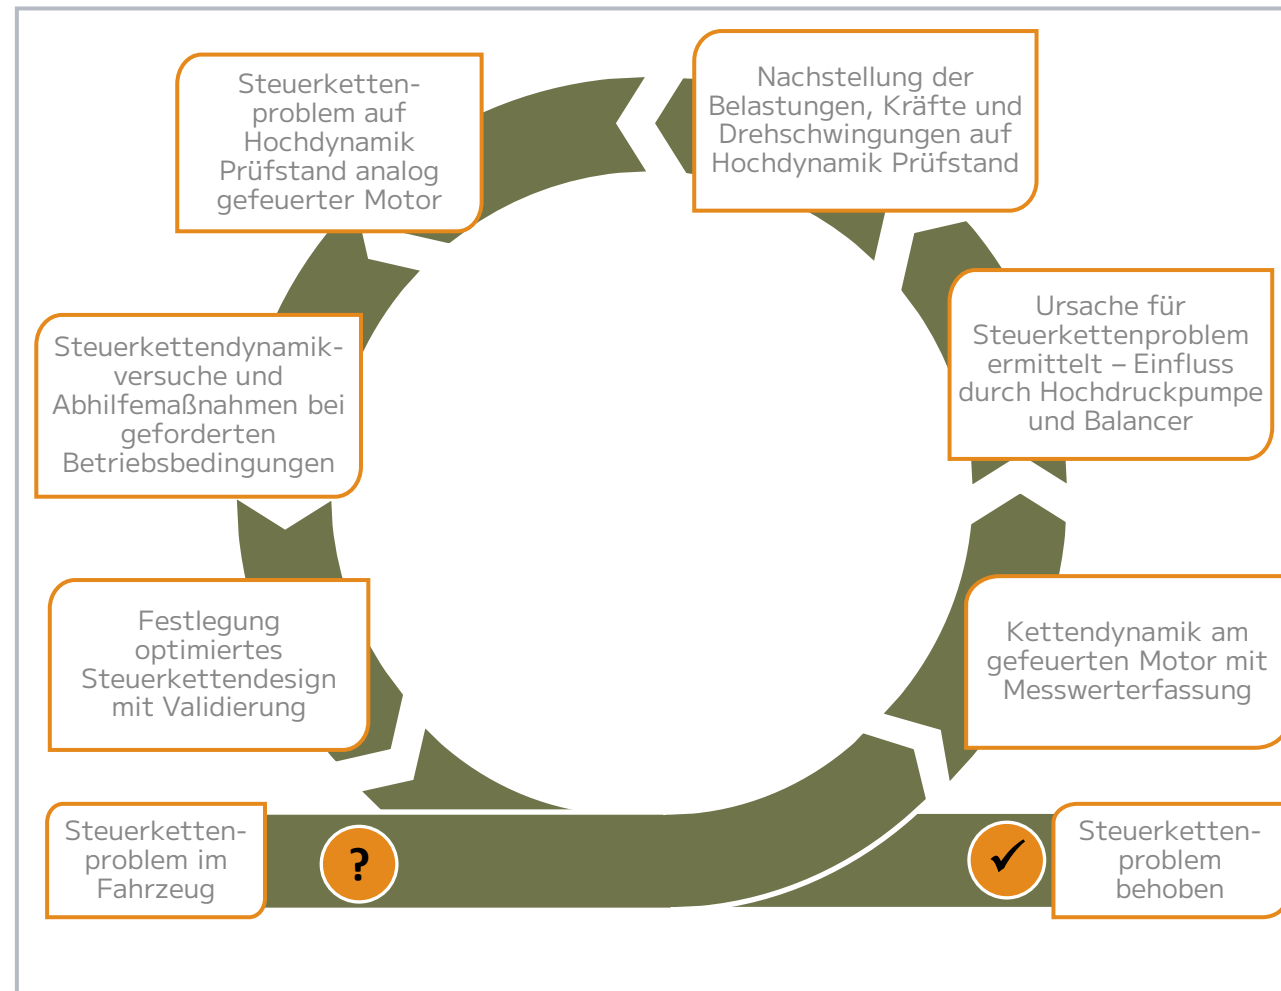 Steuerketten-
problem auf
Hochdynamik
Prüfstand analog
gefeuerter Motor
Nachstellung der
Belastungen, Kräfte und
Drehschwingungen auf
Hochdynamik Prüfstand
Steuerkettendynamik-
versuche und
Abhilfemaßnahmen bei
geforderten
Betriebsbedingungen
Ursache für
Steuerkettenproblem
ermittelt – Einfluss
durch Hochdruckpumpe
und Balancer
Festlegung
optimiertes
Steuerkettendesign
mit Validierung
Kettendynamik am
gefeuerten Motor mit
Messwerterfassung
Steuerketten-
problem im
Fahrzeug
?
✓
Steuerketten-
problem
behoben